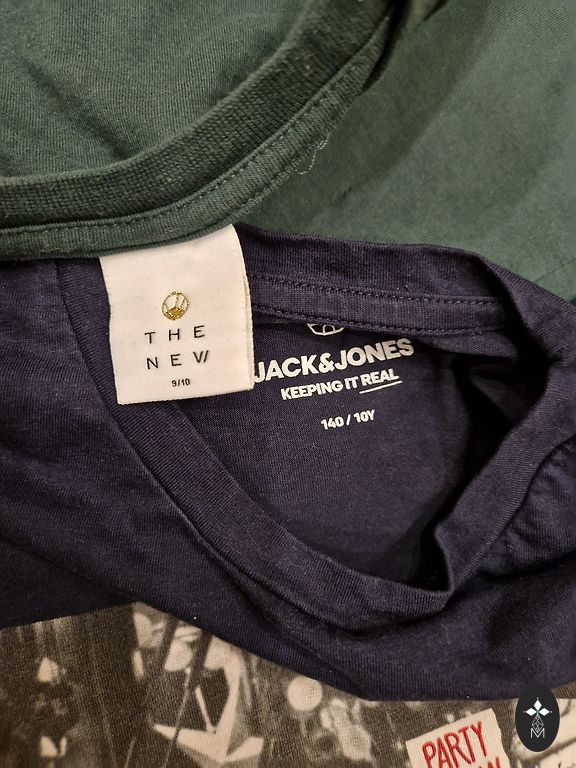 THE
NEW
9/10
JACK&JONES
KEEPING IT REAL
140 / 10Y
PARTY